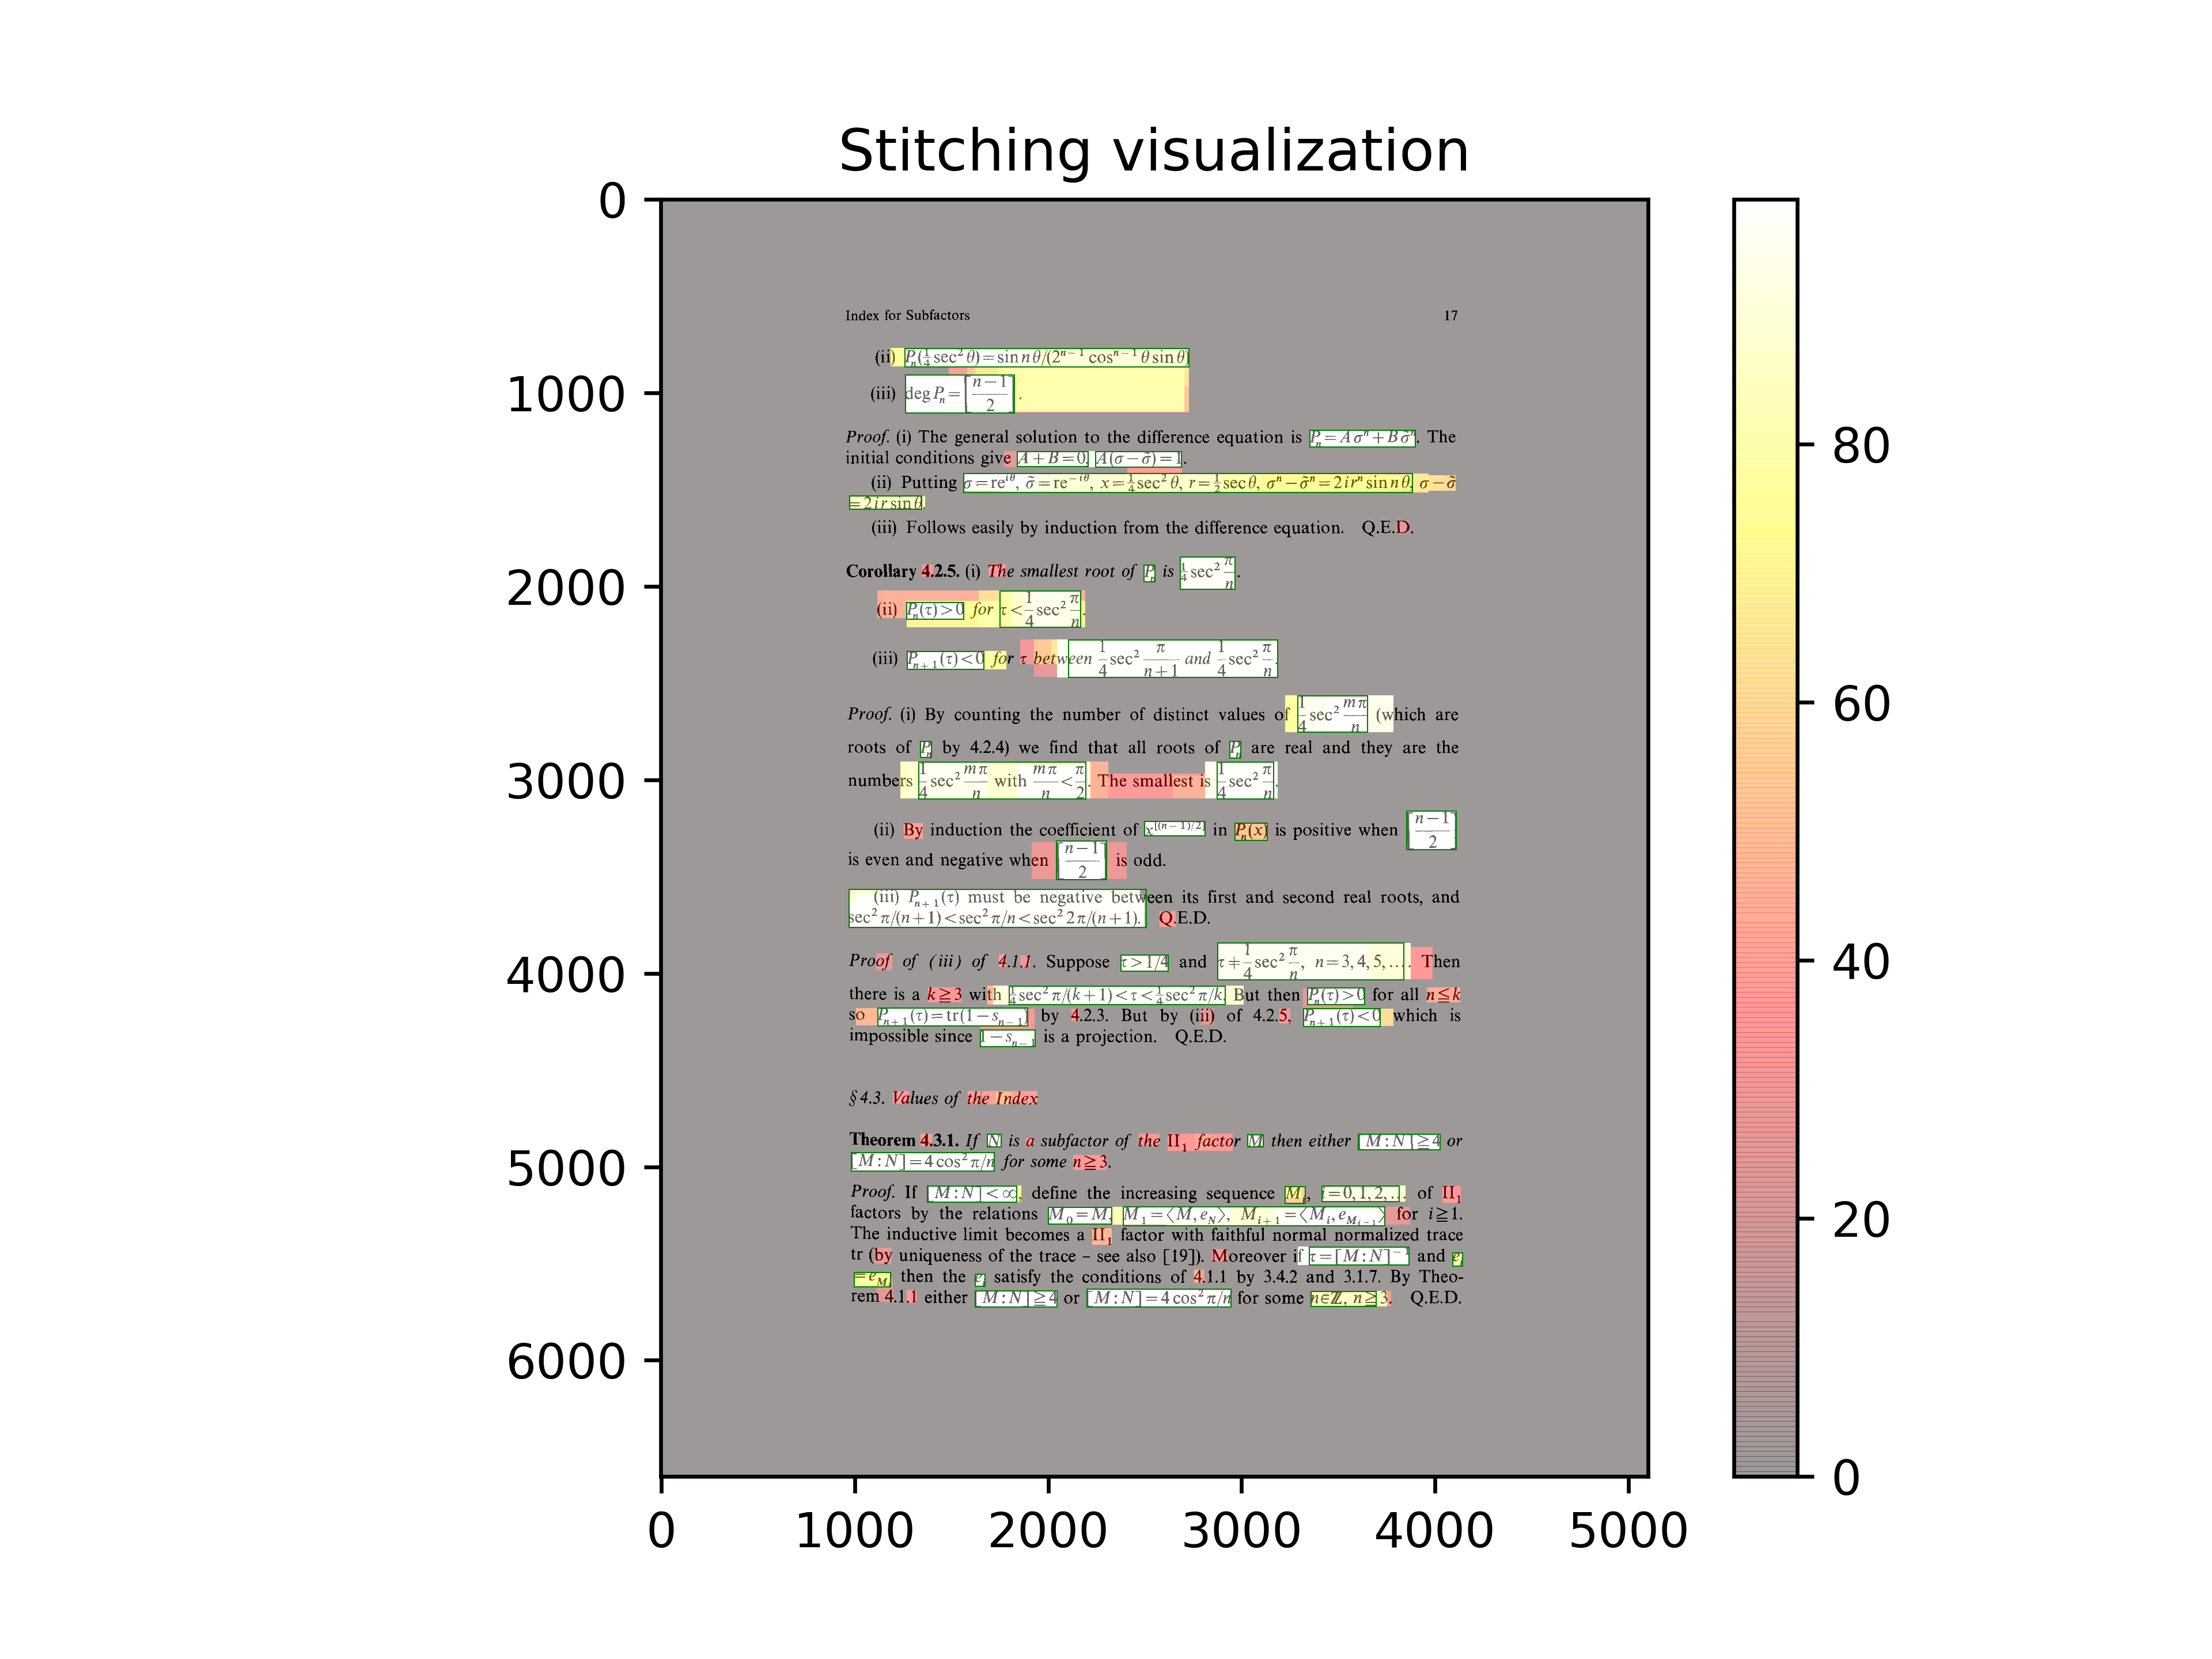 Stitching visualization
0
1000
2000
3000
4000
5000
6000
0 1000 2000 3000 4000 5000
80
60
40
20
0
Index for Subfactors 17
(ii) P_n(¼ sec² θ) = sin nθ/(2^{n−1} cos^{n−1} θ sin θ)
(iii) deg P_n = [(n−1)/2].
Proof. (i) The general solution to the difference equation is P_n = Aσ^n + Bσ̃^n. The
initial conditions give A + B = 0, A(σ − σ̃) = 1.
(ii) Putting σ = re^{iθ}, σ̃ = re^{−iθ}, x = ¼ sec² θ, r = ½ sec θ, σ^n − σ̃^n = 2ir^n sin nθ, σ − σ̃
= 2ir sin θ.
(iii) Follows easily by induction from the difference equation. Q.E.D.
Corollary 4.2.5. (i) The smallest root of P_n is ¼ sec² π/n.
(ii) P_n(τ) > 0 for τ < 1/4 sec² π/n.
(iii) P_{n+1}(τ) < 0 for τ between 1/4 sec² π/(n+1) and 1/4 sec² π/n.
Proof. (i) By counting the number of distinct values of 1/4 sec² mπ/n (which are
roots of P_n by 4.2.4) we find that all roots of P_n are real and they are the
numbers 1/4 sec² mπ/n with mπ/n < π/2. The smallest is 1/4 sec² π/n.
(ii) By induction the coefficient of x^{[(n−1)/2]} in P_n(x) is positive when [(n−1)/2]
is even and negative when [(n−1)/2] is odd.
(iii) P_{n+1}(τ) must be negative between its first and second real roots, and
sec² π/(n+1) < sec² π/n < sec² 2π/(n+1). Q.E.D.
Proof of (iii) of 4.1.1. Suppose τ > 1/4 and τ ≠ 1/4 sec² π/n, n = 3, 4, 5, .... Then
there is a k ≧ 3 with ¼ sec² π/(k+1) < τ < ¼ sec² π/k. But then P_n(τ) > 0 for all n ≦ k
so P_{n+1}(τ) = tr(1 − s_{n−1}) by 4.2.3. But by (iii) of 4.2.5, P_{n+1}(τ) < 0 which is
impossible since 1 − s_{n−1} is a projection. Q.E.D.
§ 4.3. Values of the Index
Theorem 4.3.1. If N is a subfactor of the II₁ factor M then either [M:N] ≧ 4 or
[M:N] = 4 cos² π/n for some n ≧ 3.
Proof. If [M:N] < ∞, define the increasing sequence M_i, i = 0, 1, 2, ... of II₁
factors by the relations M_0 = M, M_1 = ⟨M, e_N⟩, M_{i+1} = ⟨M_i, e_{M_{i−1}}⟩ for i ≧ 1.
The inductive limit becomes a II₁ factor with faithful normal normalized trace
tr (by uniqueness of the trace – see also [19]). Moreover if τ = [M:N]^{−1} and e_i
= e_{M_i} then the e_i satisfy the conditions of 4.1.1 by 3.4.2 and 3.1.7. By Theo-
rem 4.1.1 either [M:N] ≧ 4 or [M:N] = 4 cos² π/n for some n∈ℤ, n ≧ 3. Q.E.D.